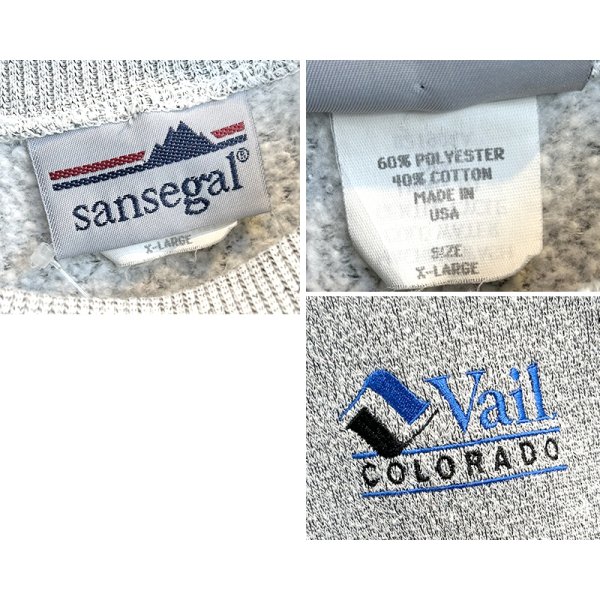 sansegal®
X-LARGE
60% POLYESTER
40% COTTON
MADE IN
USA
SIZE
X-LARGE
Vail
COLORADO